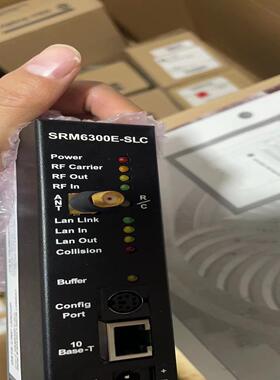 SRM6300E-SLC
Power
RF Carrier
RF Out
RF In
ANT
R/C
Lan Link
Lan In
Lan Out
Collision
Buffer
Config
Port
10
Base-T
+